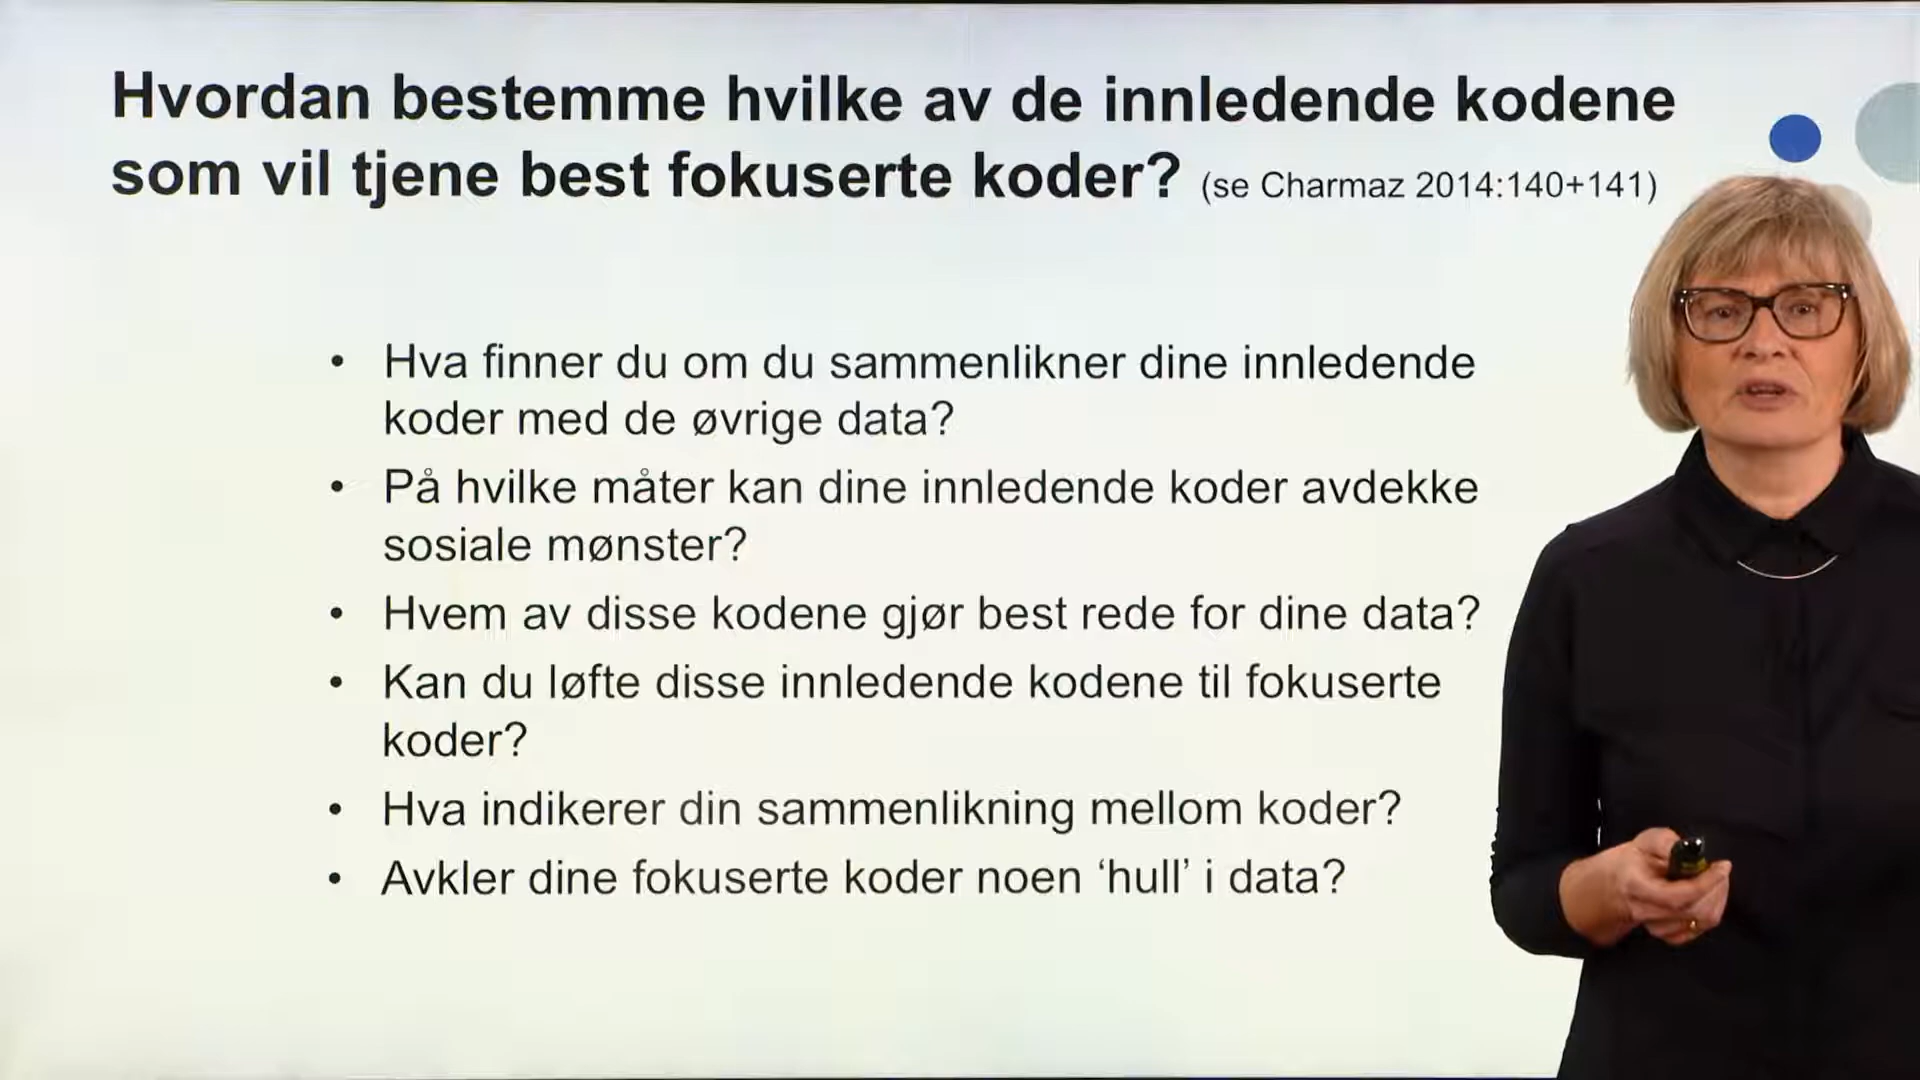 Hvordan bestemme hvilke av de innledende kodene
som vil tjene best fokuserte koder? (se Charmaz 2014:140+141)
• Hva finner du om du sammenlikner dine innledende
koder med de øvrige data?
• På hvilke måter kan dine innledende koder avdekke
sosiale mønster?
• Hvem av disse kodene gjør best rede for dine data?
• Kan du løfte disse innledende kodene til fokuserte
koder?
• Hva indikerer din sammenlikning mellom koder?
• Avkler dine fokuserte koder noen ‘hull’ i data?